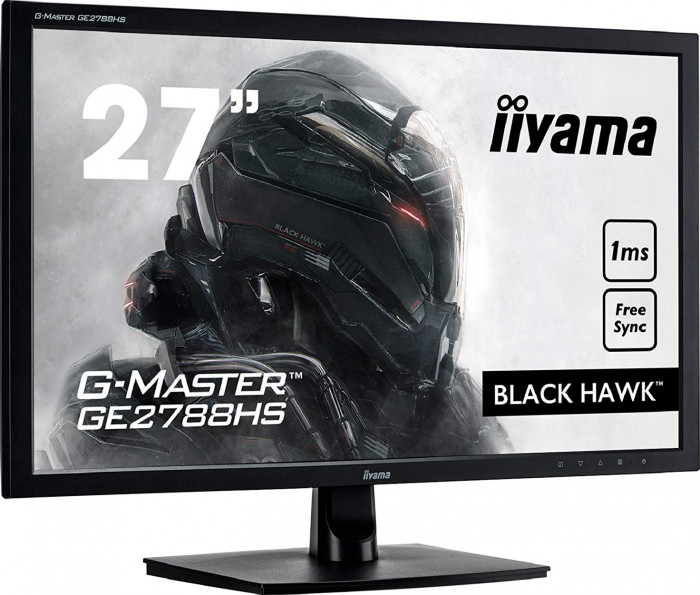 G-MASTER GE2788HS
27"
iiyama
BLACK HAWK
1ms
Free
Sync
G-MASTER™
GE2788HS
BLACK HAWK™
iiyama